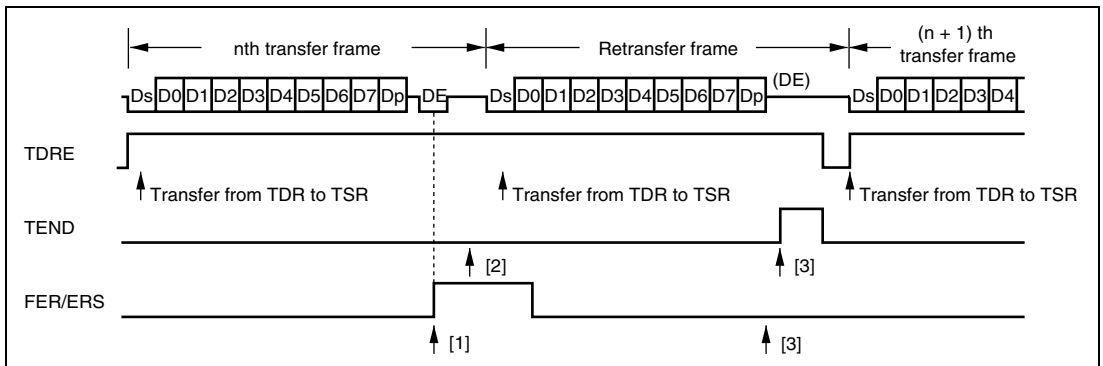 nth transfer frame Retransfer frame (n + 1) th
transfer frame
Ds D0 D1 D2 D3 D4 D5 D6 D7 Dp DE Ds D0 D1 D2 D3 D4 D5 D6 D7 Dp (DE) Ds D0 D1 D2 D3 D4
TDRE
Transfer from TDR to TSR Transfer from TDR to TSR Transfer from TDR to TSR
TEND
[2] [3]
FER/ERS
[1] [3]